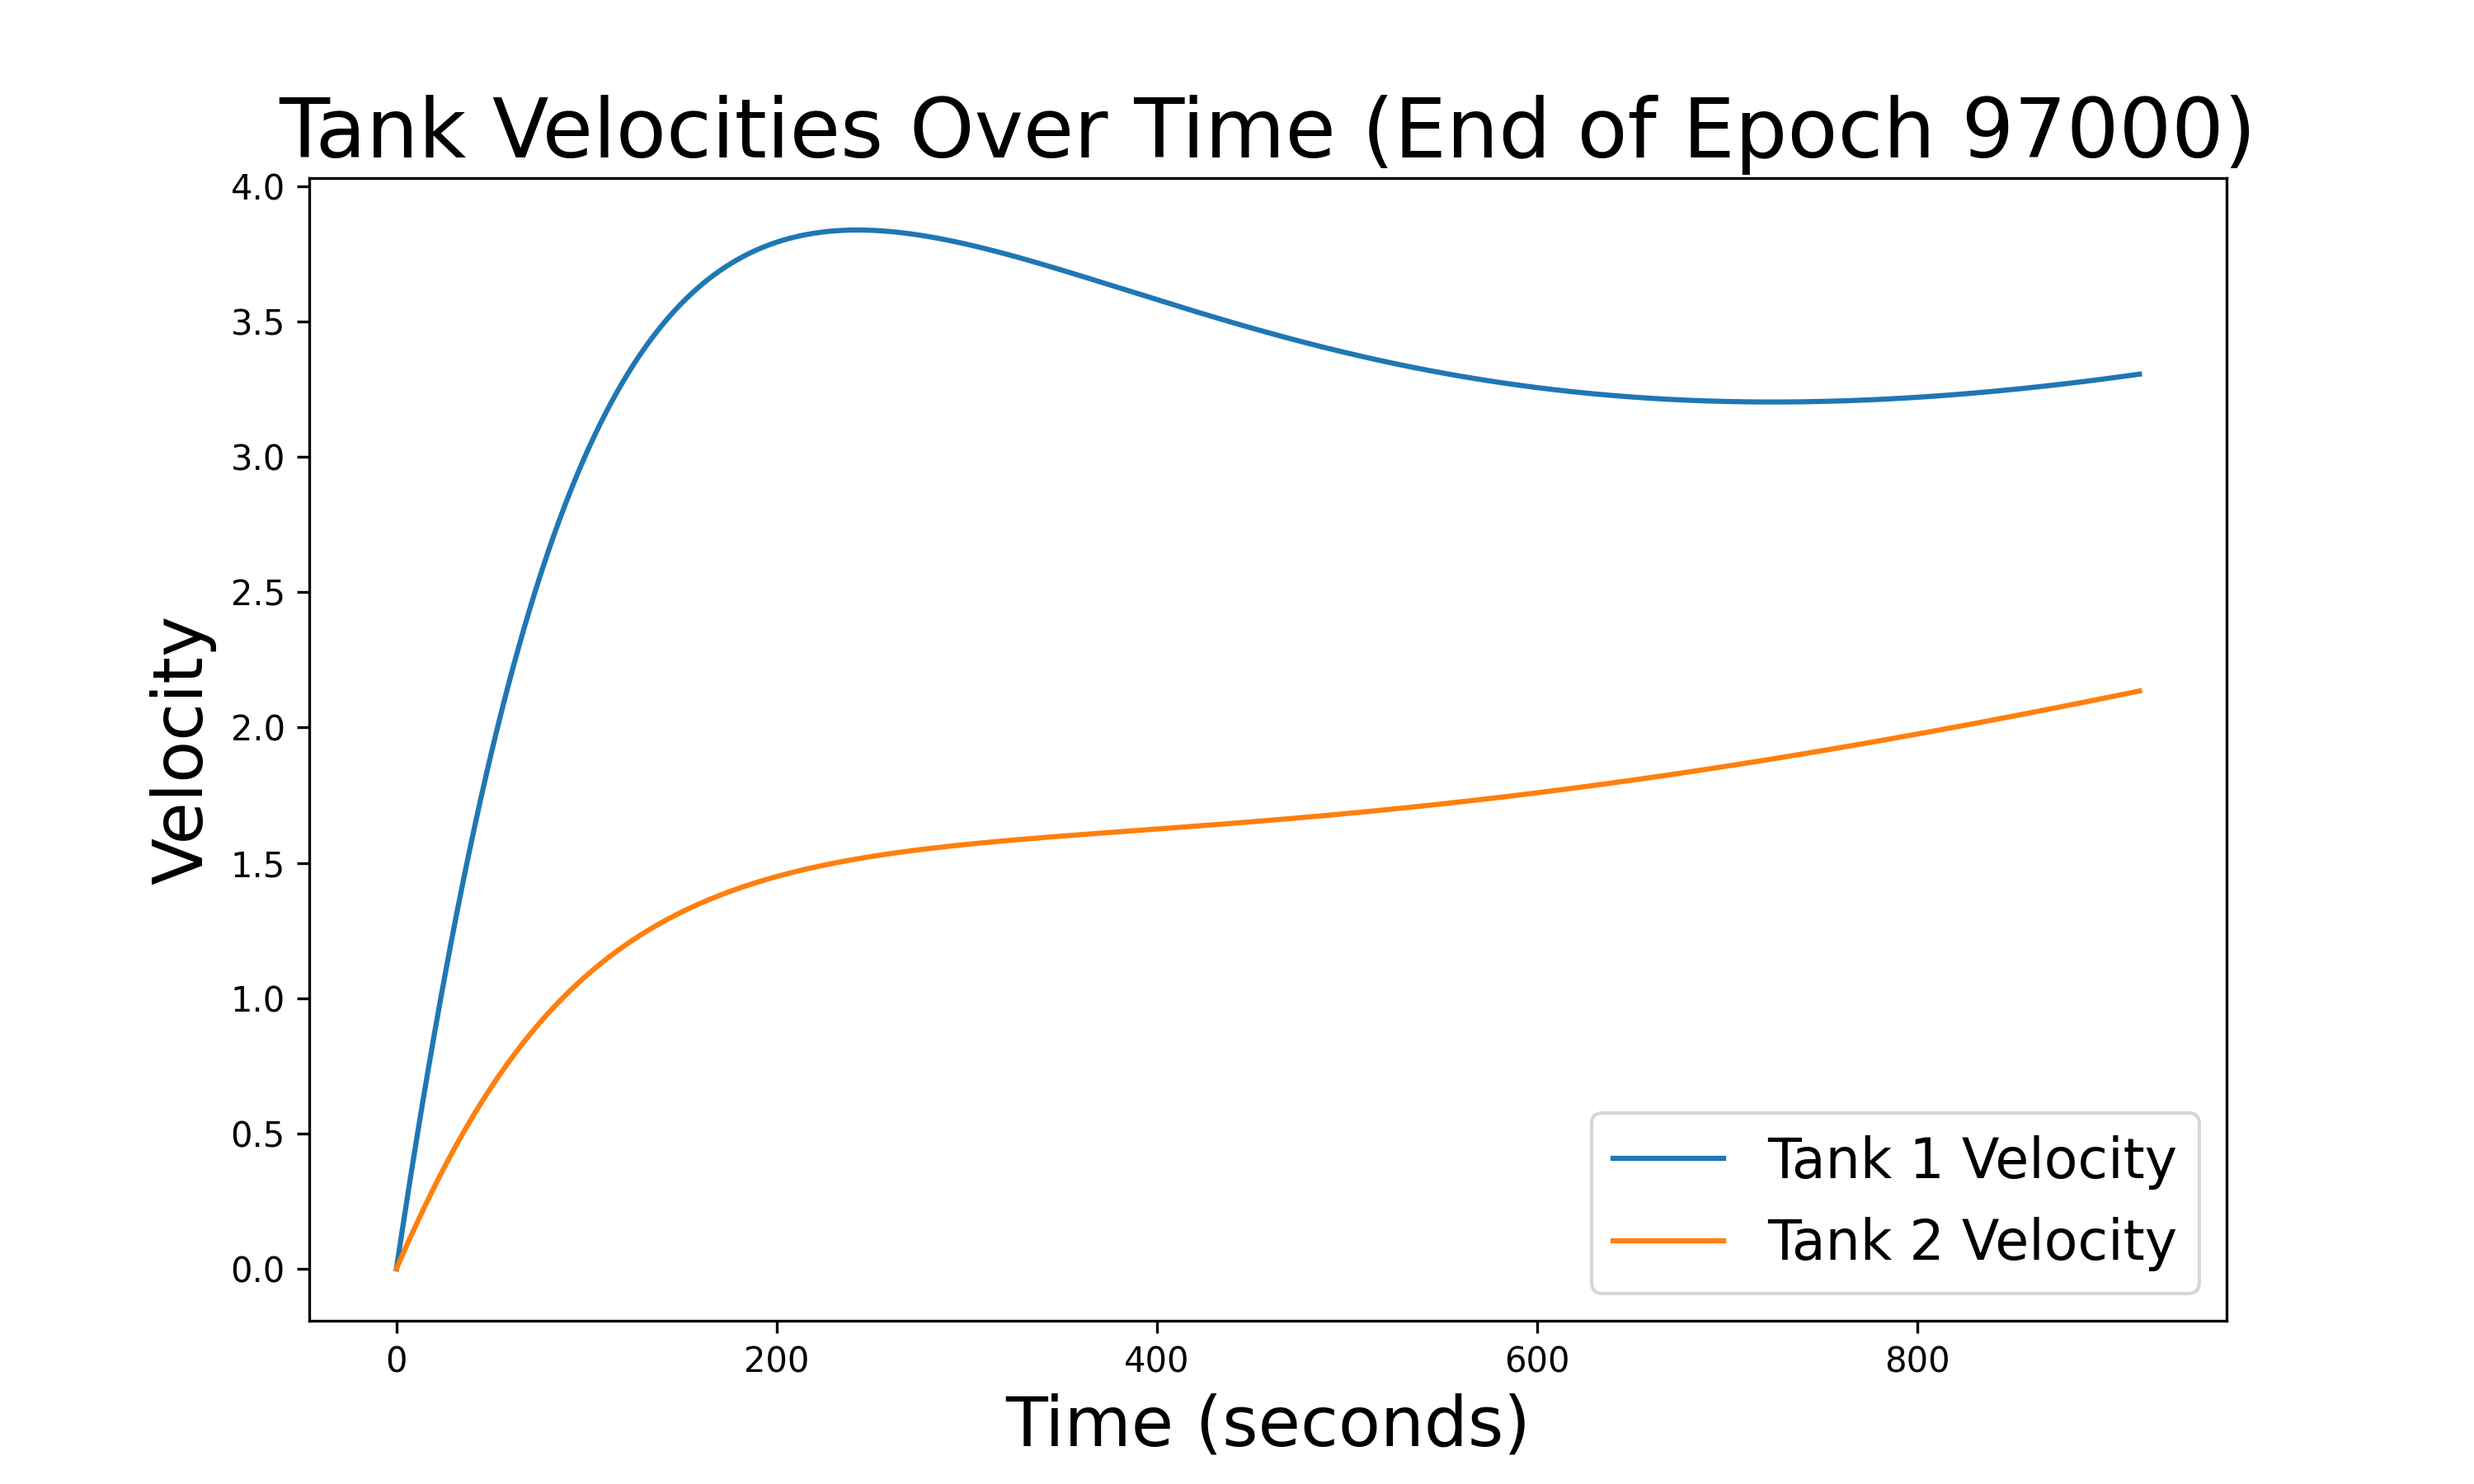 Tank Velocities Over Time (End of Epoch 97000)
4.0
3.5
3.0
2.5
2.0
1.5
1.0
0.5
0.0
Velocity
Tank 1 Velocity
Tank 2 Velocity
0 200 400 600 800
Time (seconds)